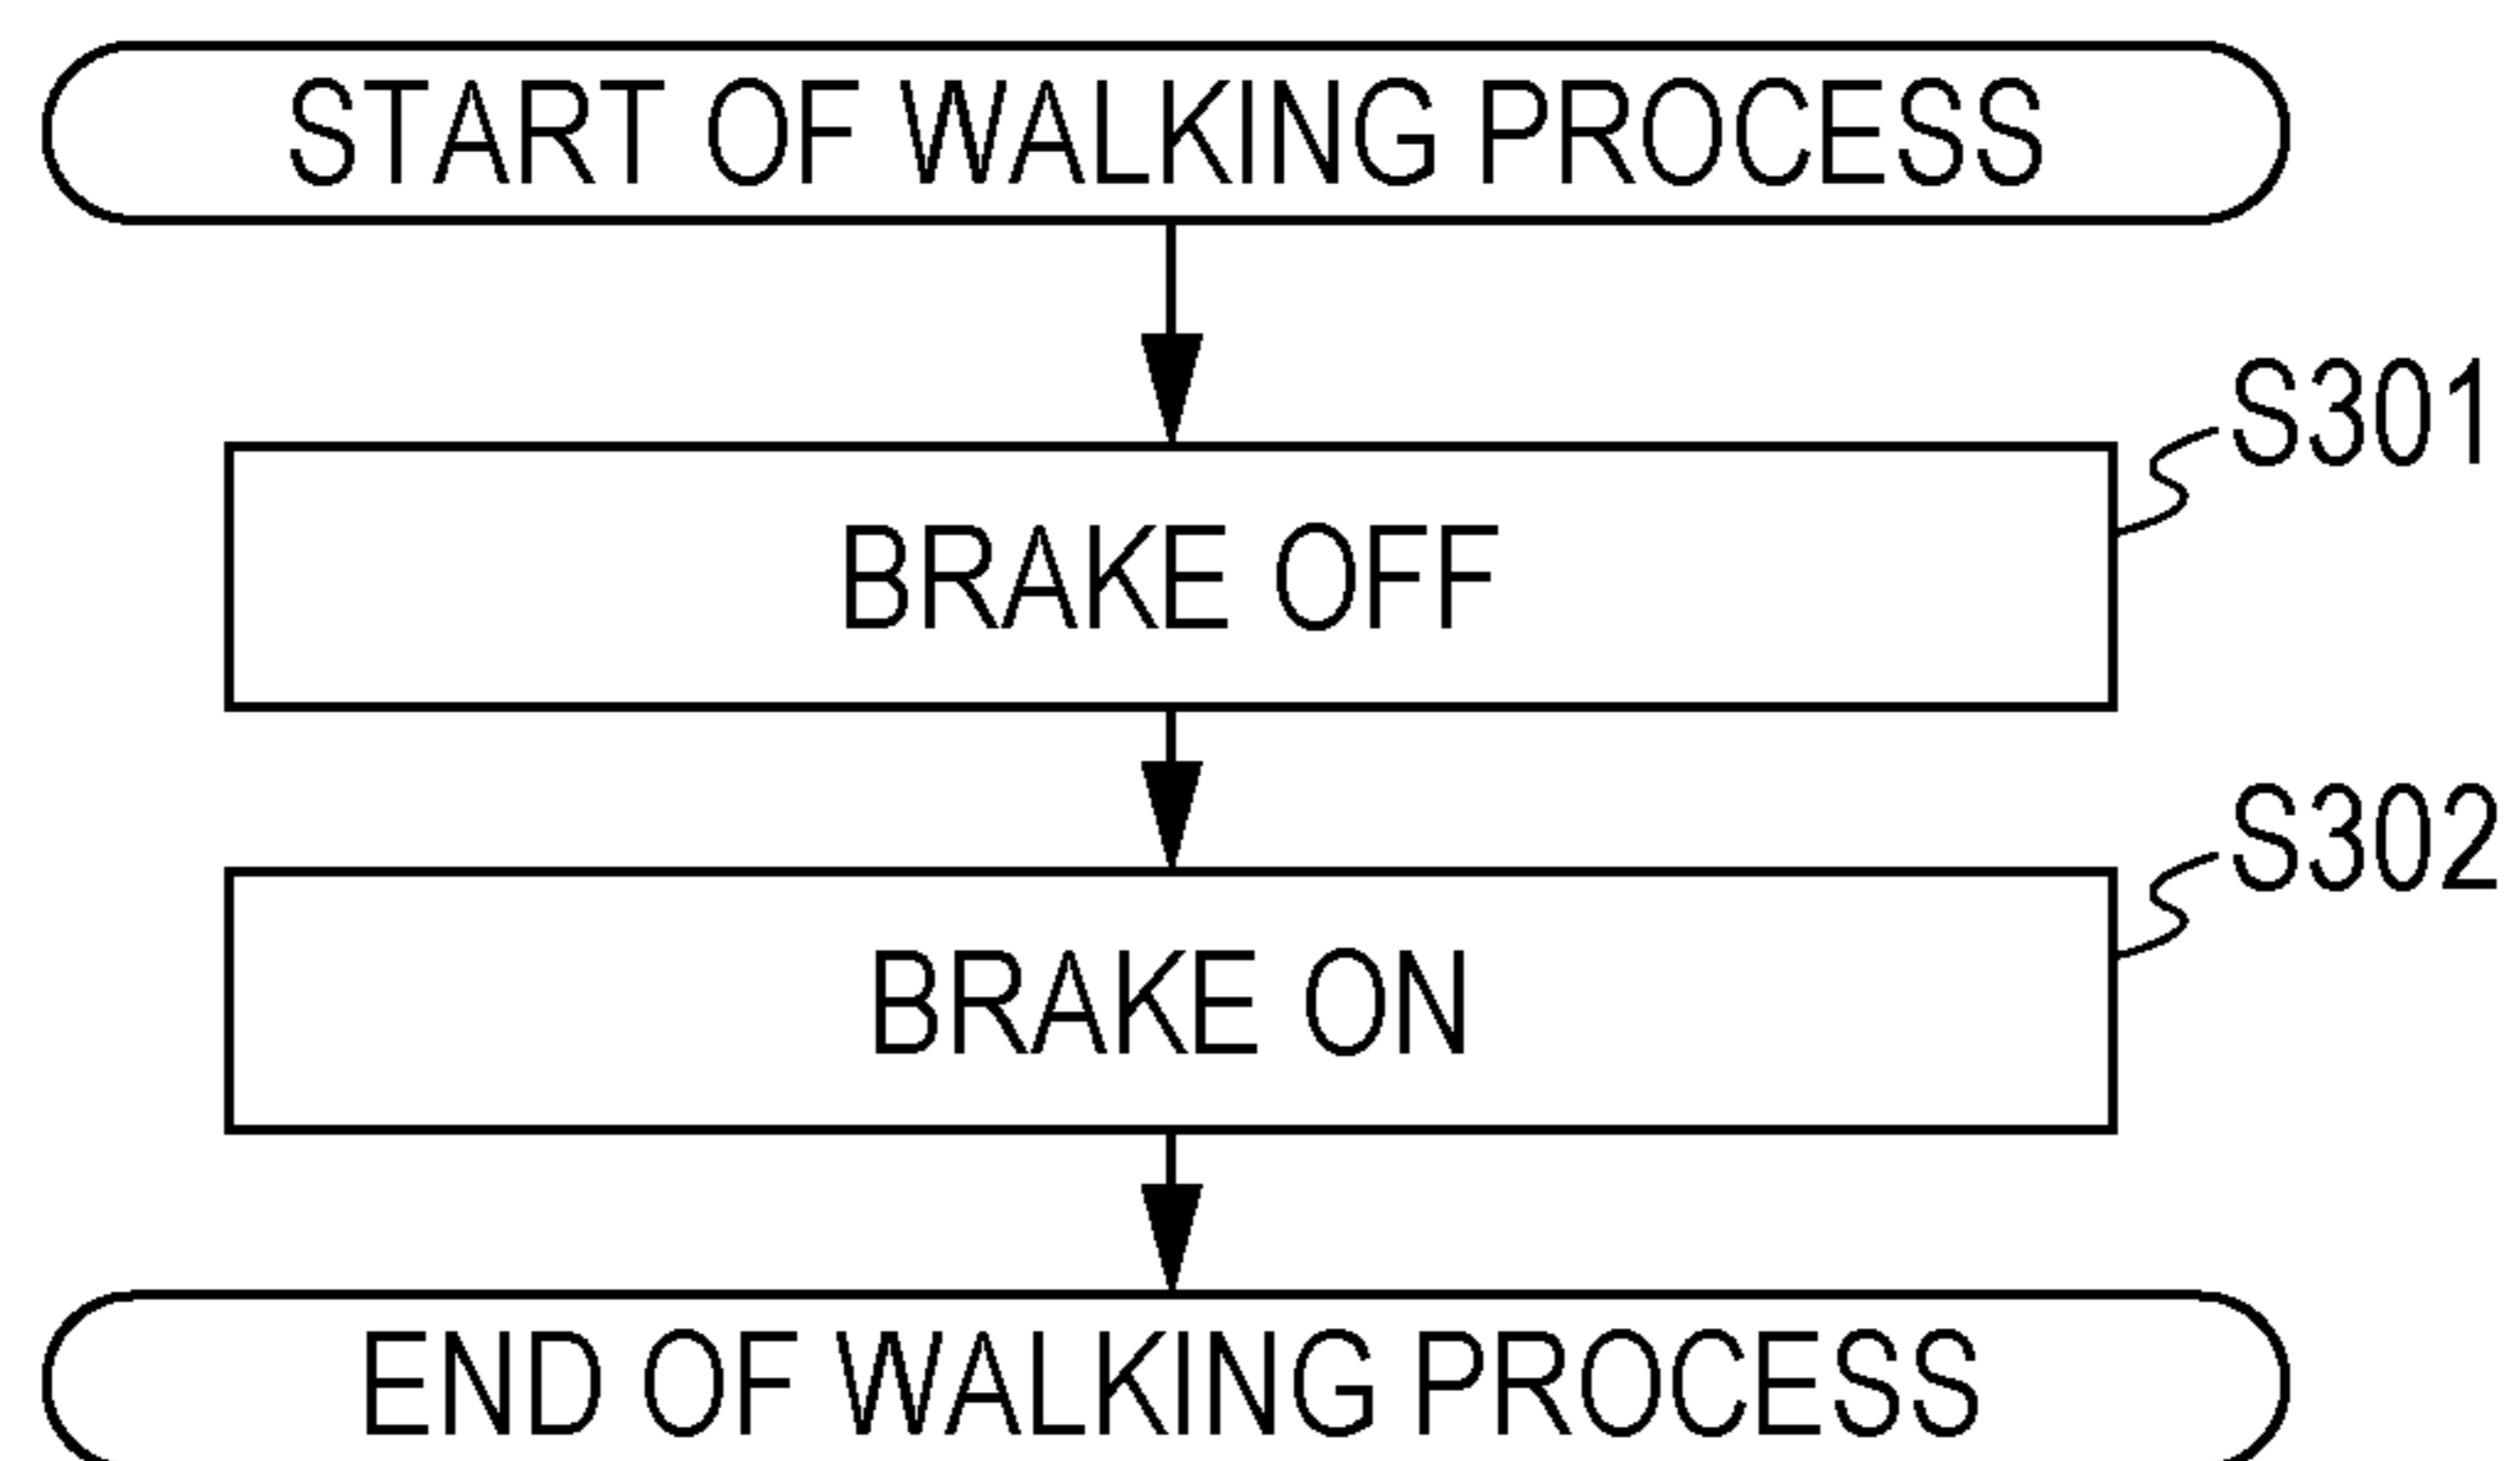 START OF WALKING PROCESS
S301
BRAKE OFF
S302
BRAKE ON
END OF WALKING PROCESS